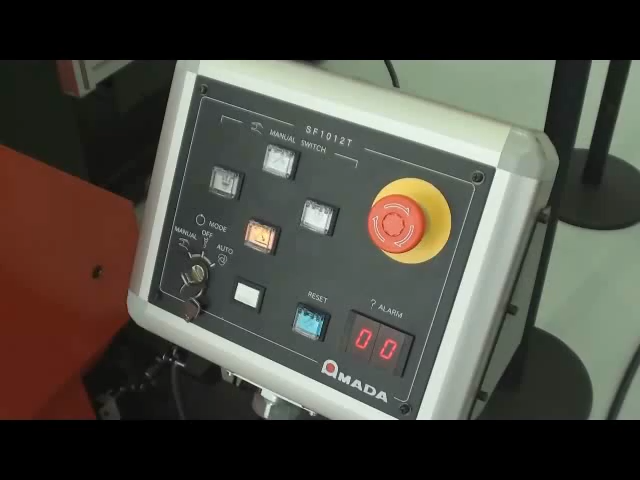 SF1012T
MANUAL SWITCH
MODE
OFF
MANUAL
AUTO
RESET
? ALARM
00
AMADA